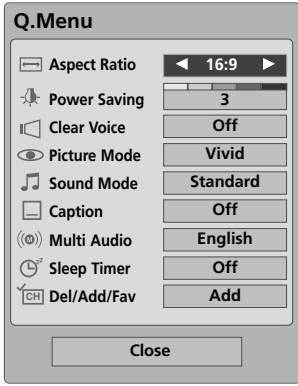 Q.Menu
Aspect Ratio ◄ 16:9 ►
Power Saving 3
Clear Voice Off
Picture Mode Vivid
Sound Mode Standard
Caption Off
Multi Audio English
Sleep Timer Off
CH Del/Add/Fav Add
Close